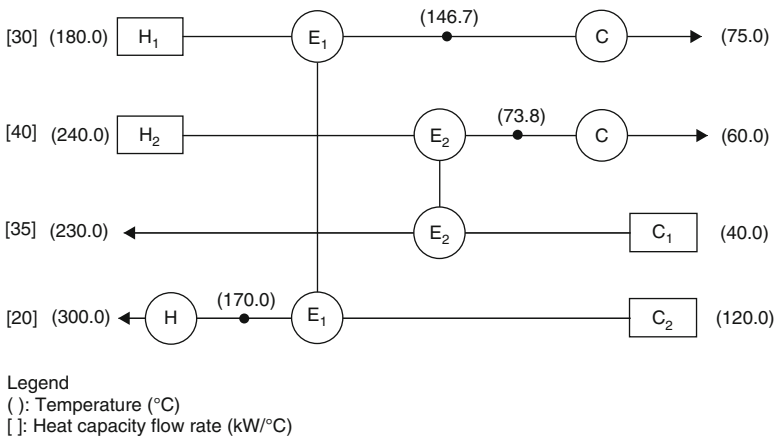 (146.7)
[30] (180.0) H1 E1 C (75.0)
(73.8)
[40] (240.0) H2 E2 C (60.0)
[35] (230.0) E2 C1 (40.0)
(170.0)
[20] (300.0) H E1 C2 (120.0)
Legend
( ): Temperature (°C)
[ ]: Heat capacity flow rate (kW/°C)